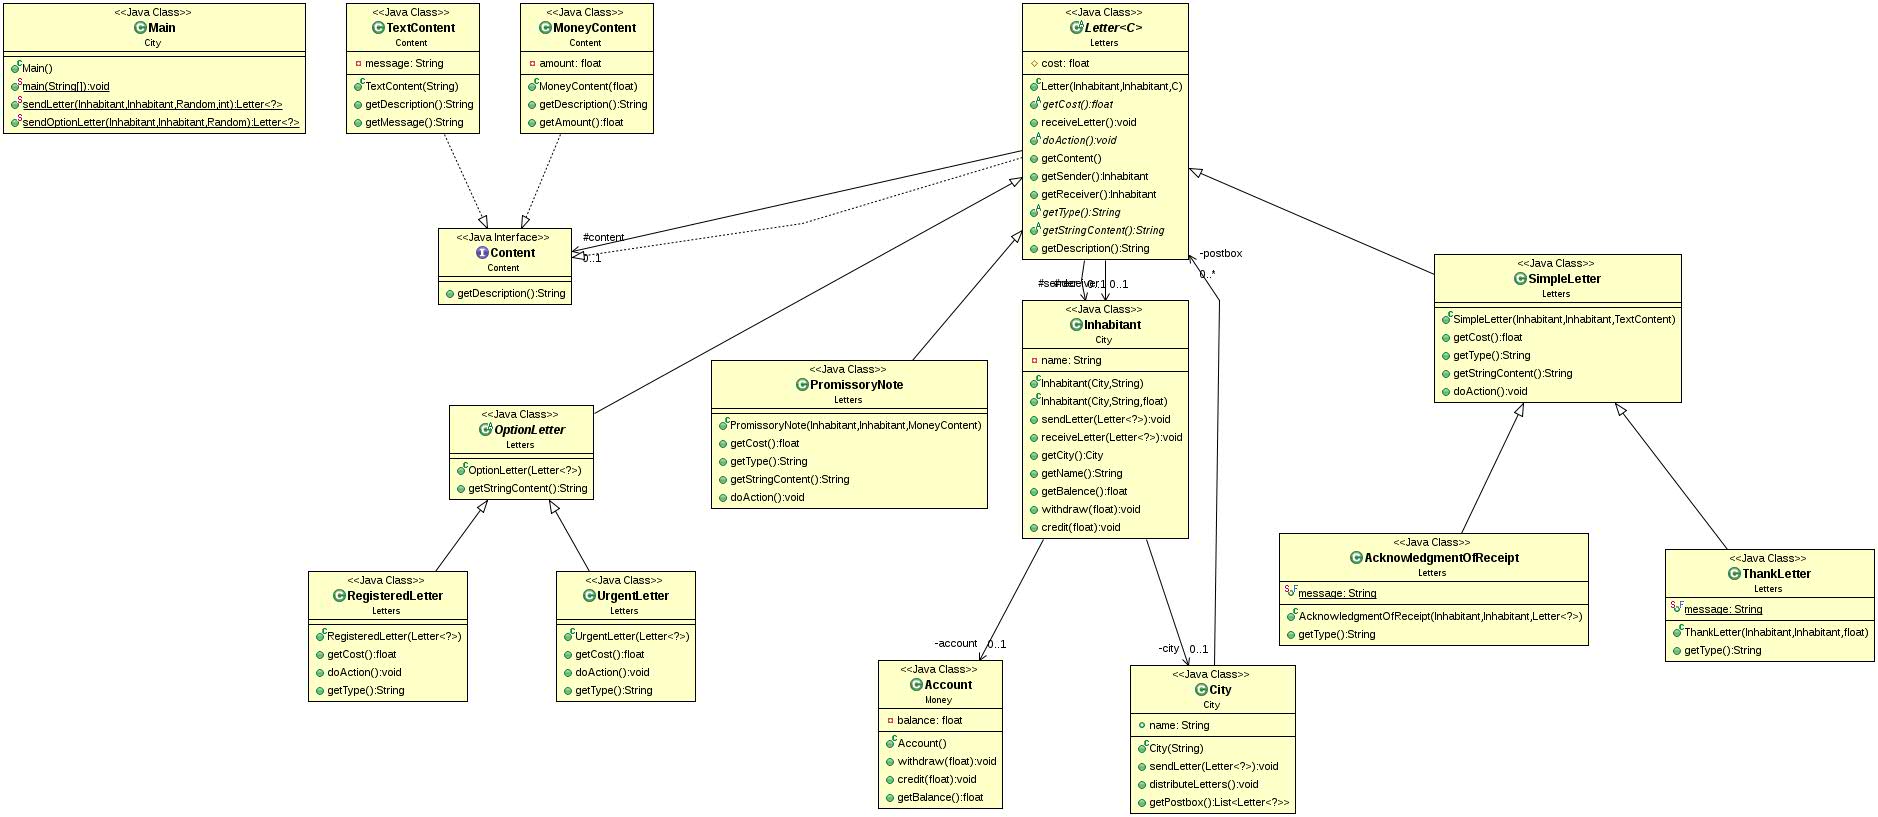 <<Java Class>>
Main
City
Main()
main(String[]):void
sendLetter(Inhabitant,Inhabitant,Random,int):Letter<?>
sendOptionLetter(Inhabitant,Inhabitant,Random):Letter<?>
<<Java Class>>
TextContent
Content
message: String
TextContent(String)
getDescription():String
getMessage():String
<<Java Class>>
MoneyContent
Content
amount: float
MoneyContent(float)
getDescription():String
getAmount():float
<<Java Class>>
Letter<C>
Letters
cost: float
Letter(Inhabitant,Inhabitant,C)
getCost():float
receiveLetter():void
doAction():void
getContent()
getSender():Inhabitant
getReceiver():Inhabitant
getType():String
getStringContent():String
getDescription():String
<<Java Interface>>
Content
Content
getDescription():String
#content
0..1
-postbox
0..*
#sender
#receiver
0..1
0..1
<<Java Class>>
SimpleLetter
Letters
SimpleLetter(Inhabitant,Inhabitant,TextContent)
getCost():float
getType():String
getStringContent():String
doAction():void
<<Java Class>>
Inhabitant
City
name: String
Inhabitant(City,String)
Inhabitant(City,String,float)
sendLetter(Letter<?>):void
receiveLetter(Letter<?>):void
getCity():City
getName():String
getBalence():float
withdraw(float):void
credit(float):void
<<Java Class>>
PromissoryNote
Letters
PromissoryNote(Inhabitant,Inhabitant,MoneyContent)
getCost():float
getType():String
getStringContent():String
doAction():void
<<Java Class>>
OptionLetter
Letters
OptionLetter(Letter<?>)
getStringContent():String
<<Java Class>>
RegisteredLetter
Letters
RegisteredLetter(Letter<?>)
getCost():float
doAction():void
getType():String
<<Java Class>>
UrgentLetter
Letters
UrgentLetter(Letter<?>)
getCost():float
doAction():void
getType():String
<<Java Class>>
AcknowledgmentOfReceipt
Letters
message: String
AcknowledgmentOfReceipt(Inhabitant,Inhabitant,Letter<?>)
getType():String
<<Java Class>>
ThankLetter
Letters
message: String
ThankLetter(Inhabitant,Inhabitant,float)
getType():String
-account
0..1
-city
0..1
<<Java Class>>
Account
Money
balance: float
Account()
withdraw(float):void
credit(float):void
getBalance():float
<<Java Class>>
City
City
name: String
City(String)
sendLetter(Letter<?>):void
distributeLetters():void
getPostbox():List<Letter<?>>